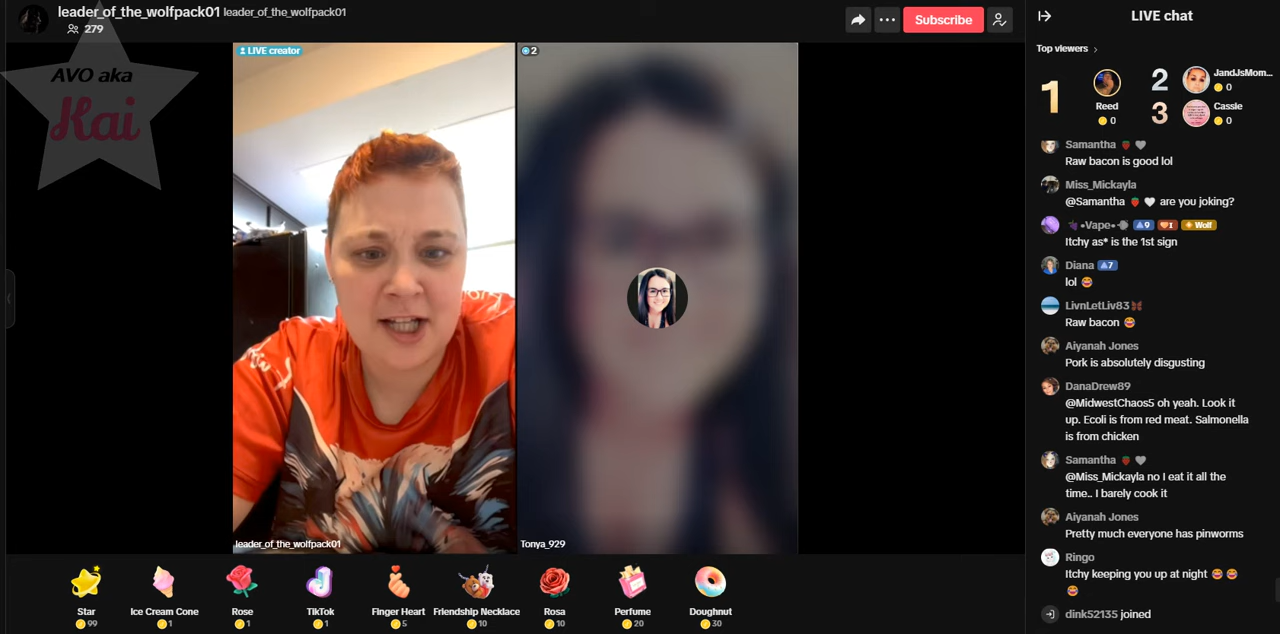 leader_of_the_wolfpack01 leader_of_the_wolfpack01
279
Subscribe
AVO aka
Kai
LIVE creator
2
leader_of_the_wolfpack01
Tonya_929
Star
99
Ice Cream Cone
1
Rose
1
TikTok
1
Finger Heart
5
Friendship Necklace
10
Rosa
10
Perfume
20
Doughnut
30
LIVE chat
Top viewers
1
Reed
0
2
JandJsMom...
0
3
Cassie
0
Samantha
Raw bacon is good lol
Miss_Mickayla
@Samantha 🍓 🤍 are you joking?
•Vape• 9 1 Wolf
Itchy as* is the 1st sign
Diana 7
lol 😂
LivnLetLiv83
Raw bacon 😂
Aiyanah Jones
Pork is absolutely disgusting
DanaDrew89
@MidwestChaos5 oh yeah. Look it
up. Ecoli is from red meat. Salmonella
is from chicken
Samantha
@Miss_Mickayla no I eat it all the
time.. I barely cook it
Aiyanah Jones
Pretty much everyone has pinworms
Ringo
Itchy keeping you up at night 😂 😂
😂
dink52135 joined